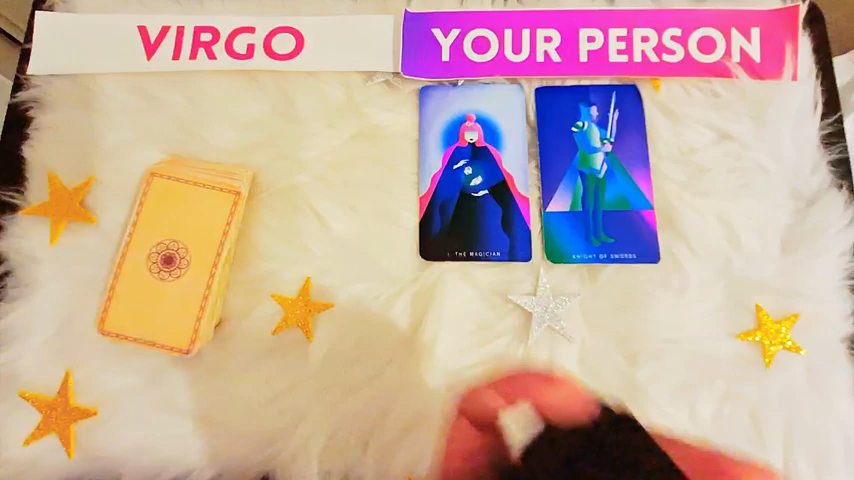 VIRGO
YOUR PERSON
I. THE MAGICIAN
KNIGHT OF SWORDS